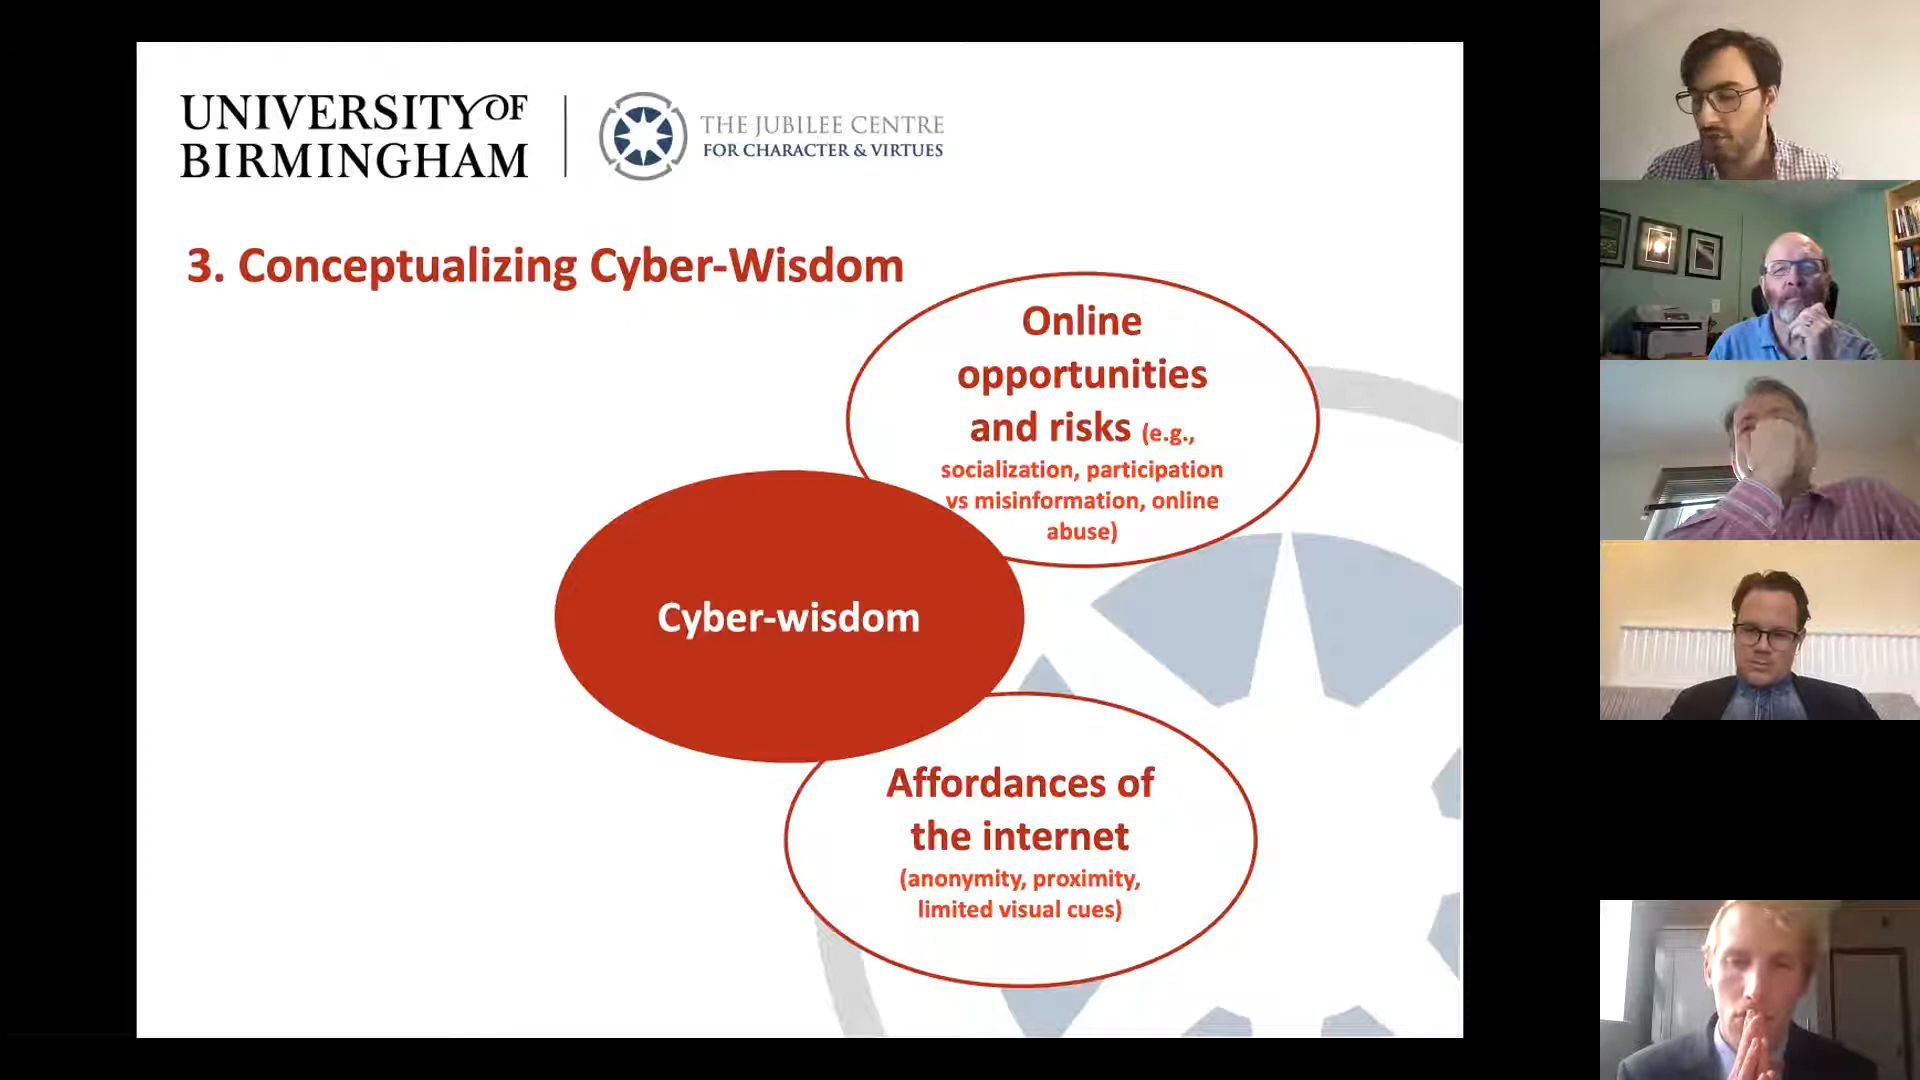 UNIVERSITY OF
BIRMINGHAM
THE JUBILEE CENTRE
FOR CHARACTER & VIRTUES
3. Conceptualizing Cyber-Wisdom
Online
opportunities
and risks (e.g.,
socialization, participation
vs misinformation, online
abuse)
Cyber-wisdom
Affordances of
the internet
(anonymity, proximity,
limited visual cues)